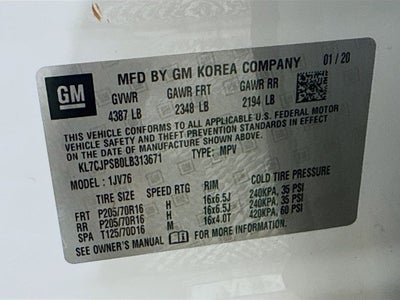 GM MFD BY GM KOREA COMPANY 01/20
GVWR GAWR FRT GAWR RR
4387 LB 2348 LB 2194 LB
THIS VEHICLE CONFORMS TO ALL APPLICABLE U.S. FEDERAL MOTOR
VEHICLE SAFETY AND THEFT PREVENTION STANDARDS IN EFFECT ON
THE DATE OF MANUFACTURE SHOWN ABOVE.
KL7CJPSB0LB313671 TYPE: MPV
MODEL: 1JV76
TIRE SIZE SPEED RTG RIM COLD TIRE PRESSURE
FRT P205/70R16 H 16x6.5J 240KPA, 35 PSI
RR P205/70R16 H 16x6.5J 240KPA, 35 PSI
SPA T125/70D16 M 16x4.0T 420KPA, 60 PSI
SEE OWNER'S MANUAL FOR MORE INFORMATION.